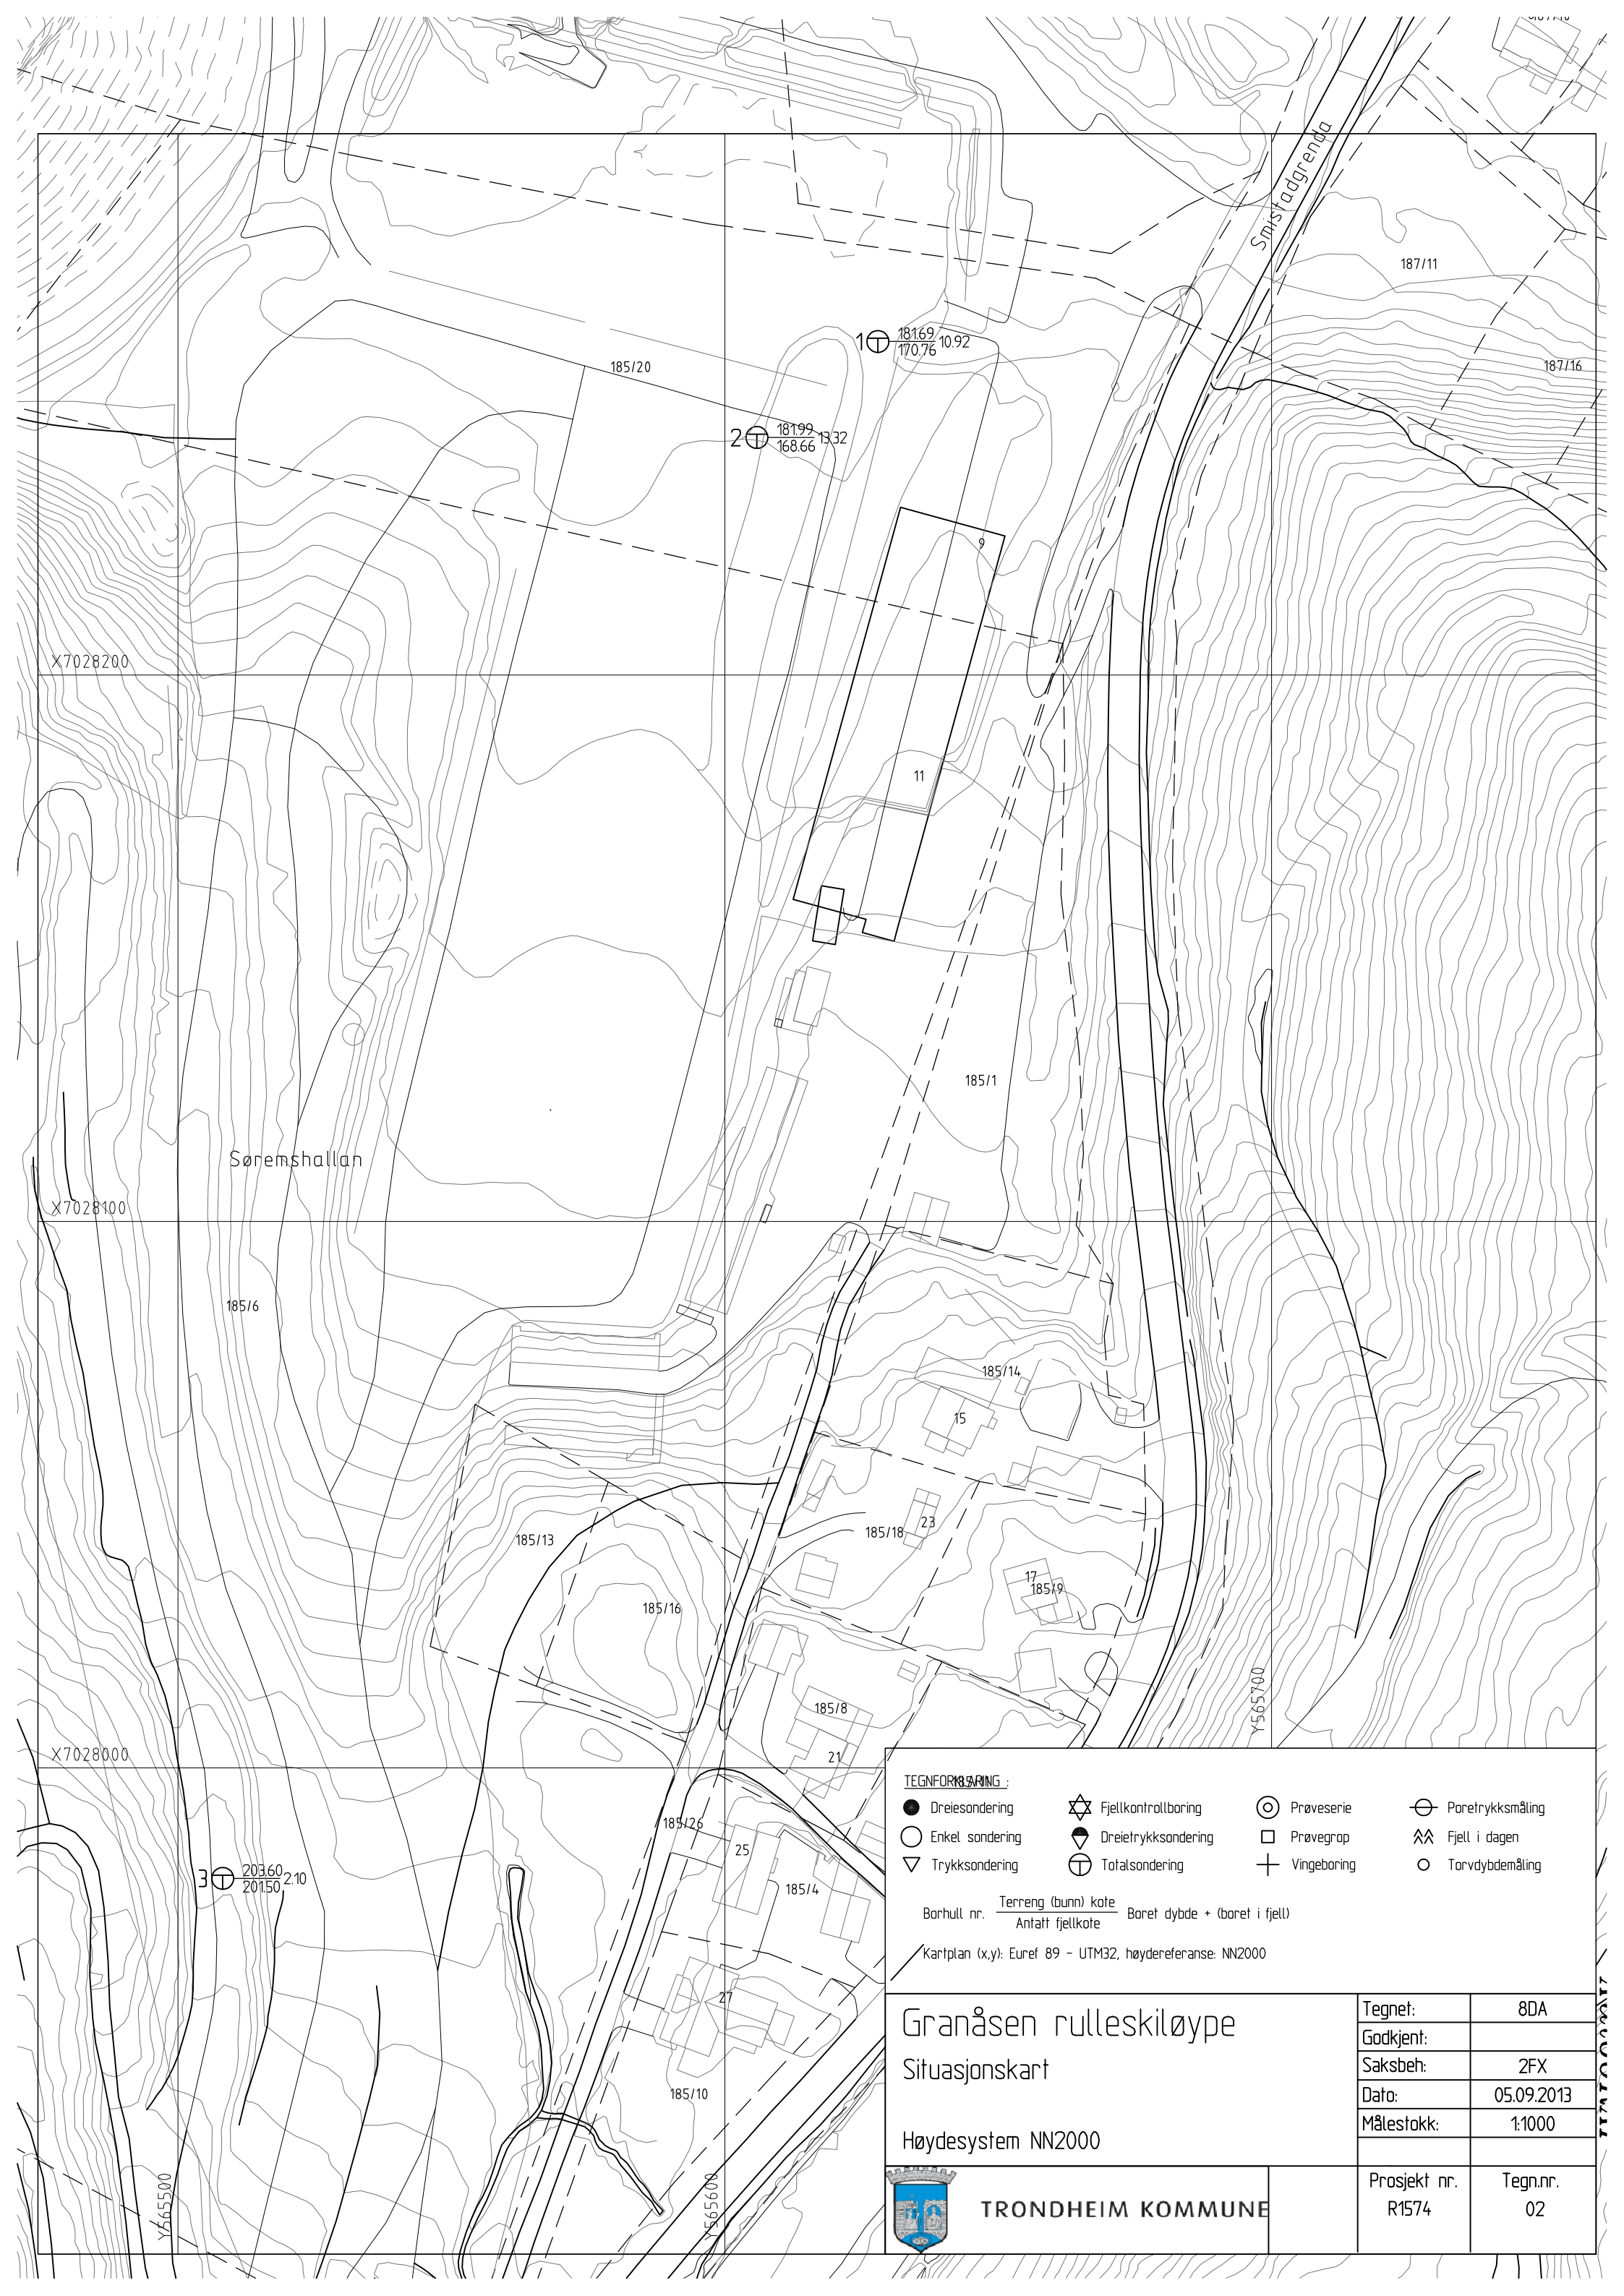 Smistadgrenda
187/11
1 181.69 10.92
170.76
185/20
187/16
2 181.99 13.32
168.66
9
X7028200
11
185/1
Søremshallan
X7028100
185/6
185/14
15
23
185/18
185/13
17
185/9
185/16
Y565700
185/8
21
X7028000
TEGNFORKLARING :
Dreiesondering
Fjellkontrollboring
Prøveserie
Poretrykksmåling
Enkel sondering
Dreietrykksondering
Prøvegrop
Fjell i dagen
Trykksondering
Totalsondering
Vingeboring
Torvdybdemåling
185/26
25
3 203.60 2.10
201.50
185/4
Borhull nr. Terreng (bunn) kote Boret dybde + (boret i fjell)
Antatt fjellkote
Kartplan (x,y): Euref 89 - UTM32, høydereferanse: NN2000
27
Granåsen rulleskiløype
Situasjonskart
Høydesystem NN2000
Tegnet: 8DA
Godkjent:
Saksbeh: 2FX
Dato: 05.09.2013
Målestokk: 1:1000
185/10
Y565500
Y565600
TRONDHEIM KOMMUNE
Prosjekt nr.
R1574
Tegn.nr.
02